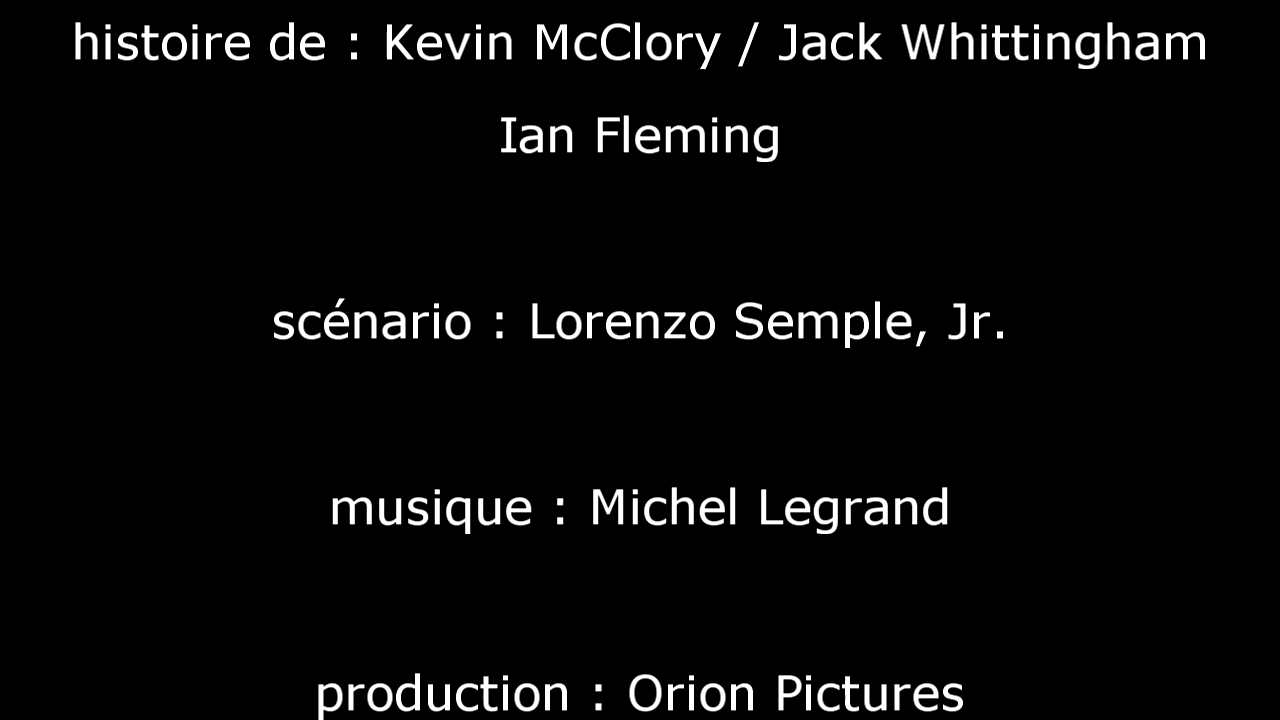 histoire de : Kevin McClory / Jack Whittingham
Ian Fleming
scénario : Lorenzo Semple, Jr.
musique : Michel Legrand
production : Orion Pictures